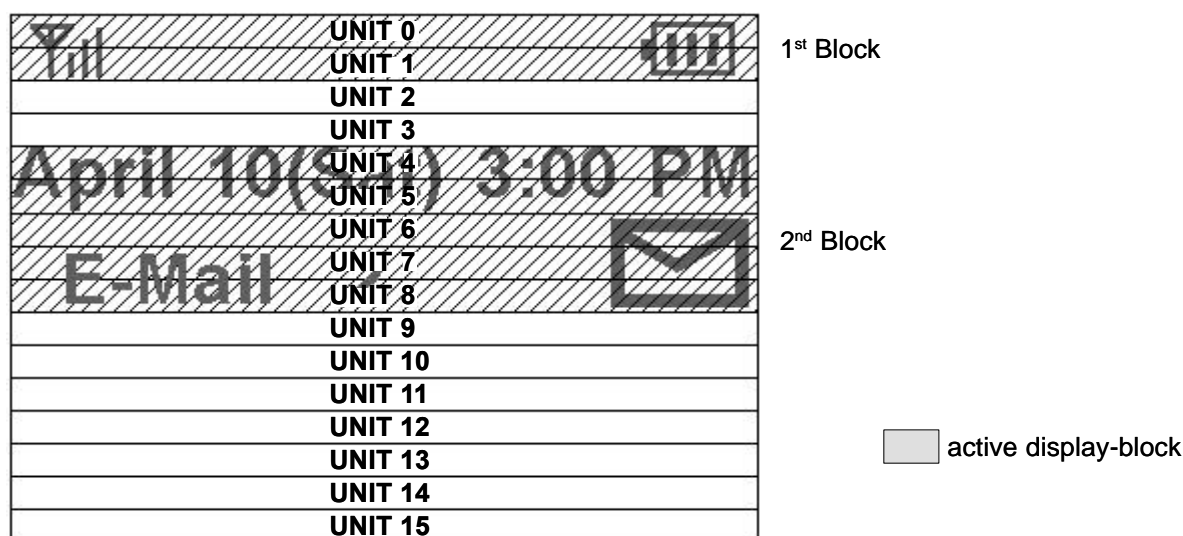 UNIT 0
1st Block
UNIT 1
UNIT 2
UNIT 3
April 10(Sat) 3:00 PM
UNIT 4
UNIT 5
UNIT 6
2nd Block
E-Mail
UNIT 7
UNIT 8
UNIT 9
UNIT 10
UNIT 11
UNIT 12
active display-block
UNIT 13
UNIT 14
UNIT 15